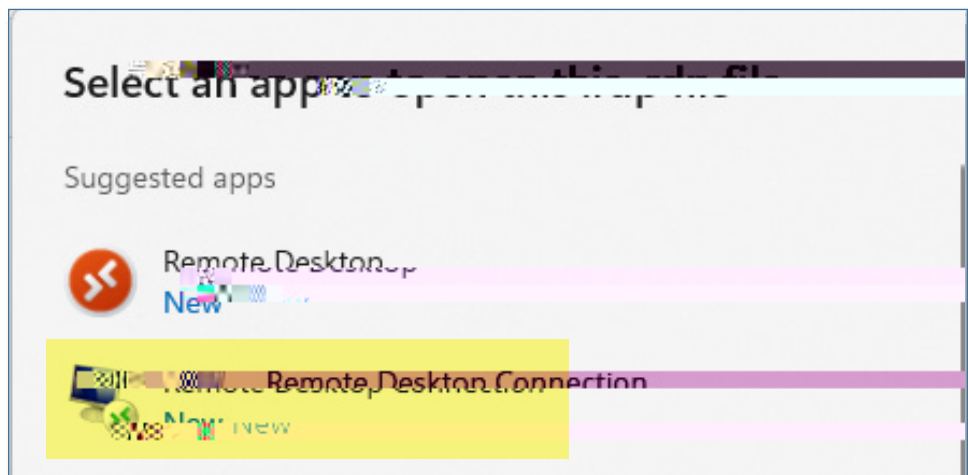 Select an app to open this .rdp file
Suggested apps
Remote Desktop
New
Remote Desktop Connection
New